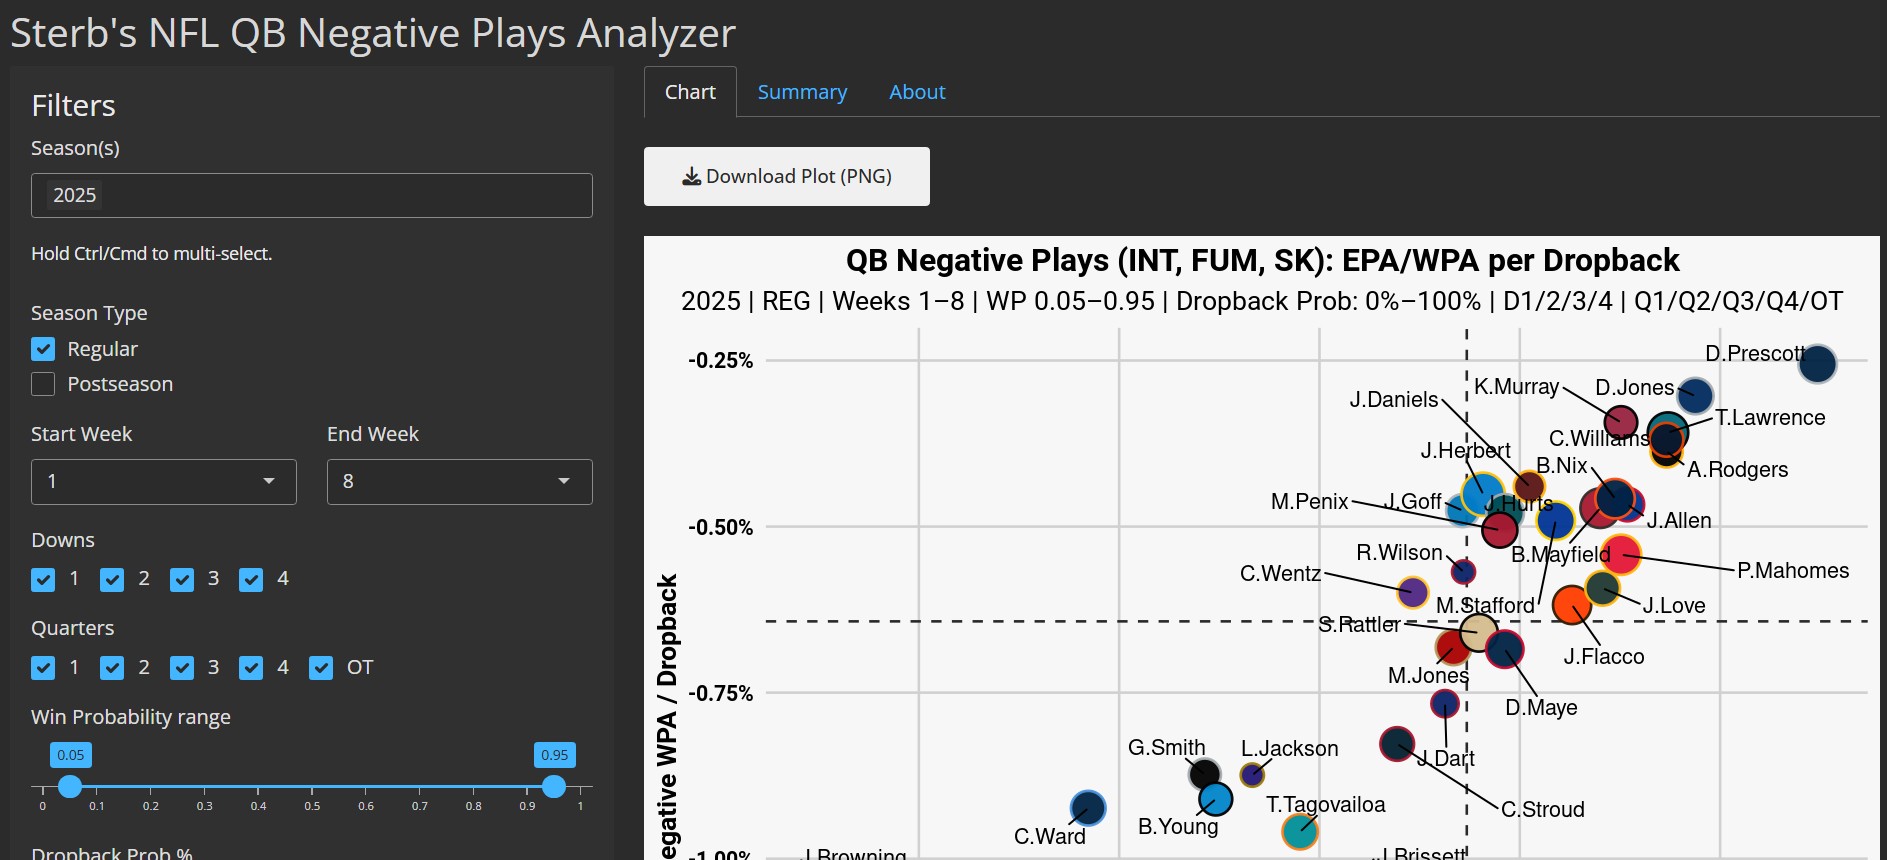 Sterb's NFL QB Negative Plays Analyzer
Filters
Season(s)
2025
Hold Ctrl/Cmd to multi-select.
Season Type
Regular
Postseason
Start Week
End Week
1
8
Downs
1 2 3 4
Quarters
1 2 3 4 OT
Win Probability range
0.05 0.95
0 0.1 0.2 0.3 0.4 0.5 0.6 0.7 0.8 0.9 1
Dropback Prob %
Chart Summary About
Download Plot (PNG)
QB Negative Plays (INT, FUM, SK): EPA/WPA per Dropback
2025 | REG | Weeks 1–8 | WP 0.05–0.95 | Dropback Prob: 0%–100% | D1/2/3/4 | Q1/Q2/Q3/Q4/OT
egative WPA / Dropback
-0.25%
-0.50%
-0.75%
-1.00%
D.Prescott
K.Murray
D.Jones
J.Daniels
T.Lawrence
C.Williams
J.Herbert
B.Nix
A.Rodgers
M.Penix
J.Goff
J.Hurts
J.Allen
R.Wilson
B.Mayfield
C.Wentz
P.Mahomes
M.Stafford
J.Love
S.Rattler
J.Flacco
M.Jones
D.Maye
G.Smith
L.Jackson
J.Dart
T.Tagovailoa
C.Stroud
B.Young
C.Ward
J.Browning
J.Brissett